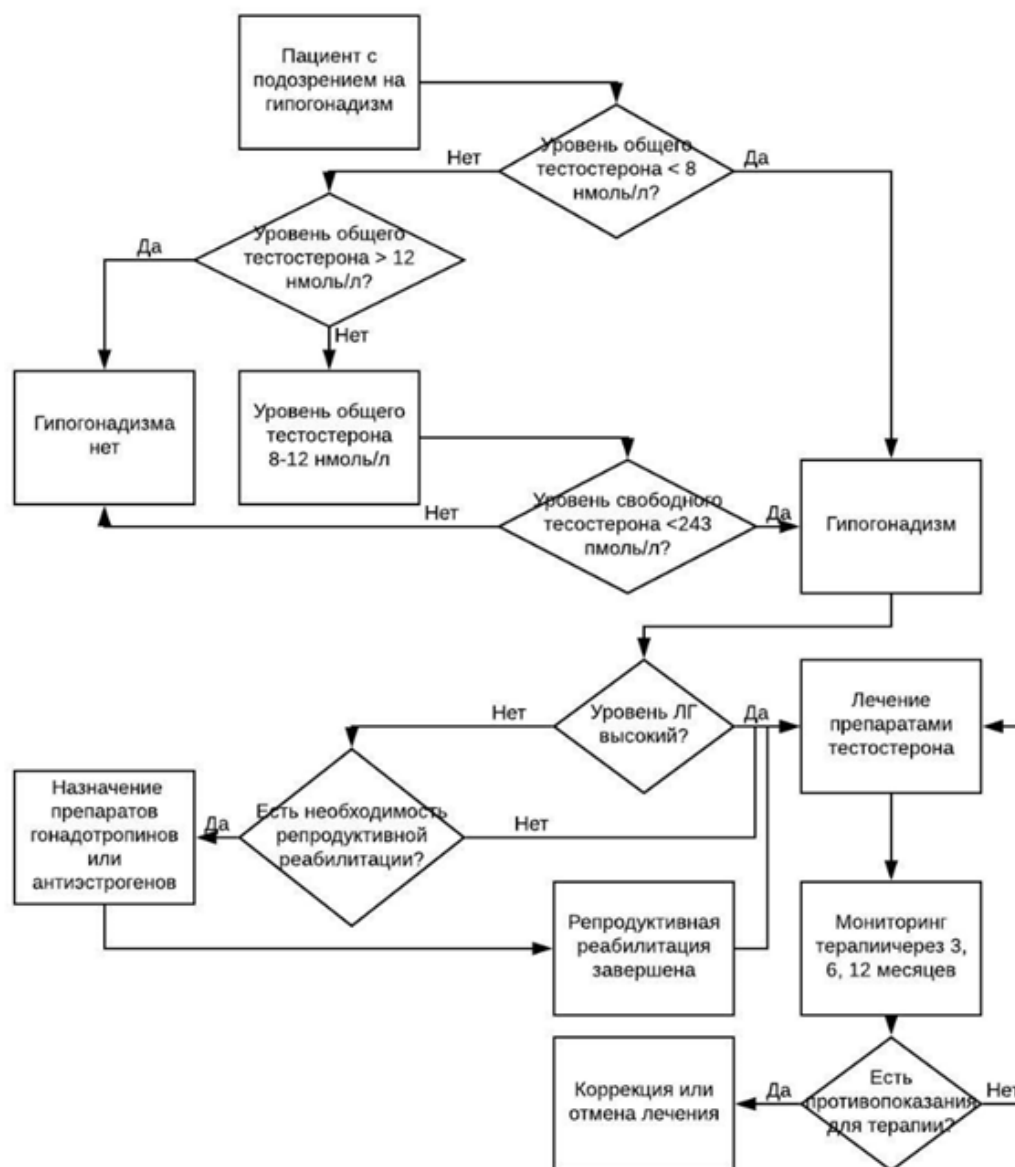 Пациент с
подозрением на
гипогонадизм
Уровень общего
тестостерона < 8
нмоль/л?
Нет
Да
Уровень общего
тестостерона > 12
нмоль/л?
Да
Нет
Гипогонадизма
нет
Уровень общего
тестостерона
8-12 нмоль/л
Уровень свободного
тесостерона <243
пмоль/л?
Нет
Да
Гипогонадизм
Уровень ЛГ
высокий?
Нет
Да
Лечение
препаратами
тестостерона
Назначение
препаратов
гонадотропинов
или
антиэстрогенов
Да
Есть необходимость
репродуктивной
реабилитации?
Нет
Репродуктивная
реабилитация
завершена
Мониторинг
терапиичерез 3,
6, 12 месяцев
Коррекция или
отмена лечения
Да
Есть
противопоказания
для терапии?
Нет